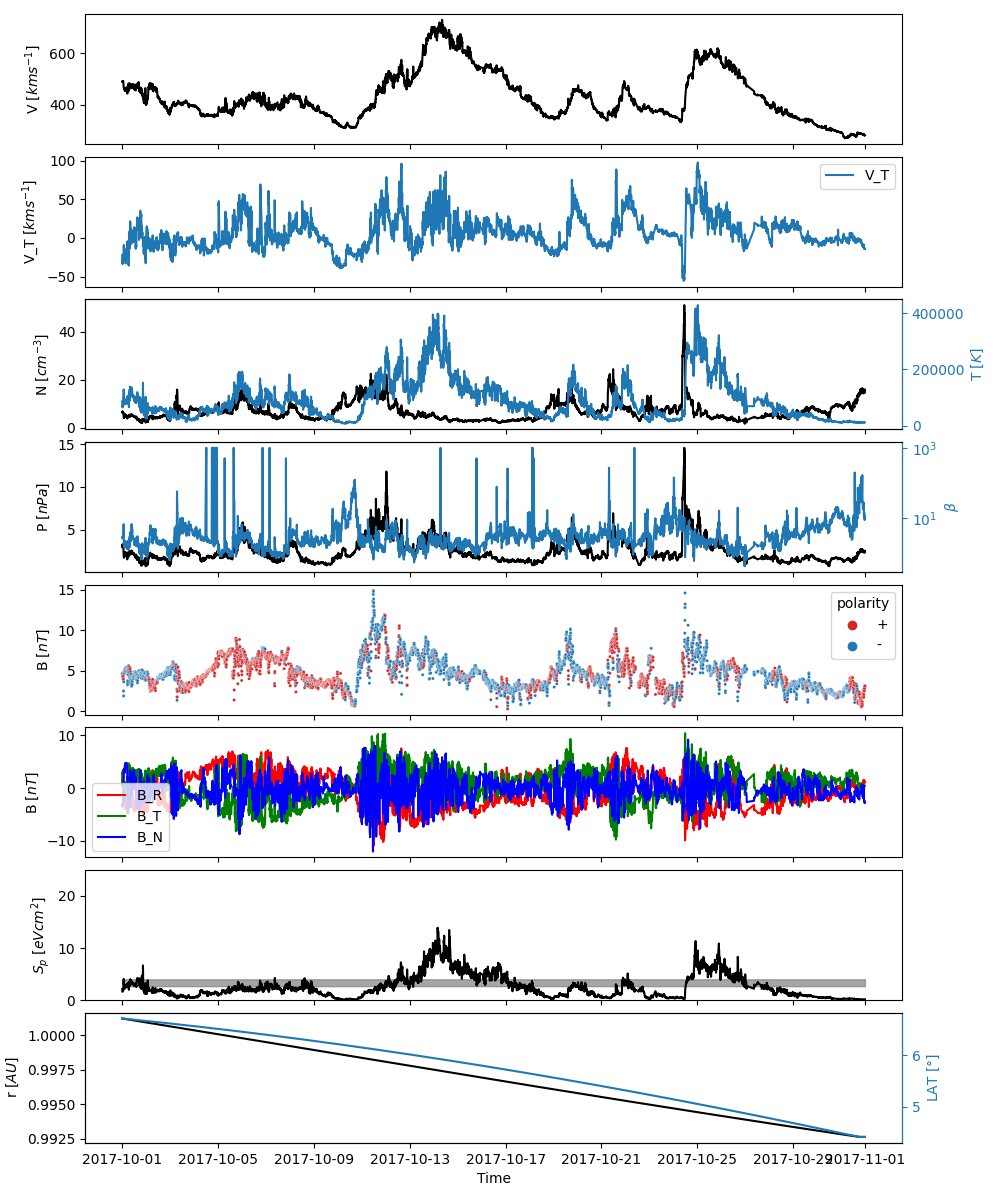 V [kms⁻¹]
600
400
V_T [kms⁻¹]
100
50
0
−50
V_T
N [cm⁻³]
40
20
0
400000
200000
0
T [K]
P [nPa]
15
10
5
10³
10¹
β
B [nT]
15
10
5
0
polarity
+
-
B [nT]
10
0
−10
B_R
B_T
B_N
Sₚ [eVcm²]
20
10
0
r [AU]
1.0000
0.9975
0.9950
0.9925
6
5
LAT [°]
2017-10-01 2017-10-05 2017-10-09 2017-10-13 2017-10-17 2017-10-21 2017-10-25 2017-10-29 2017-11-01
Time